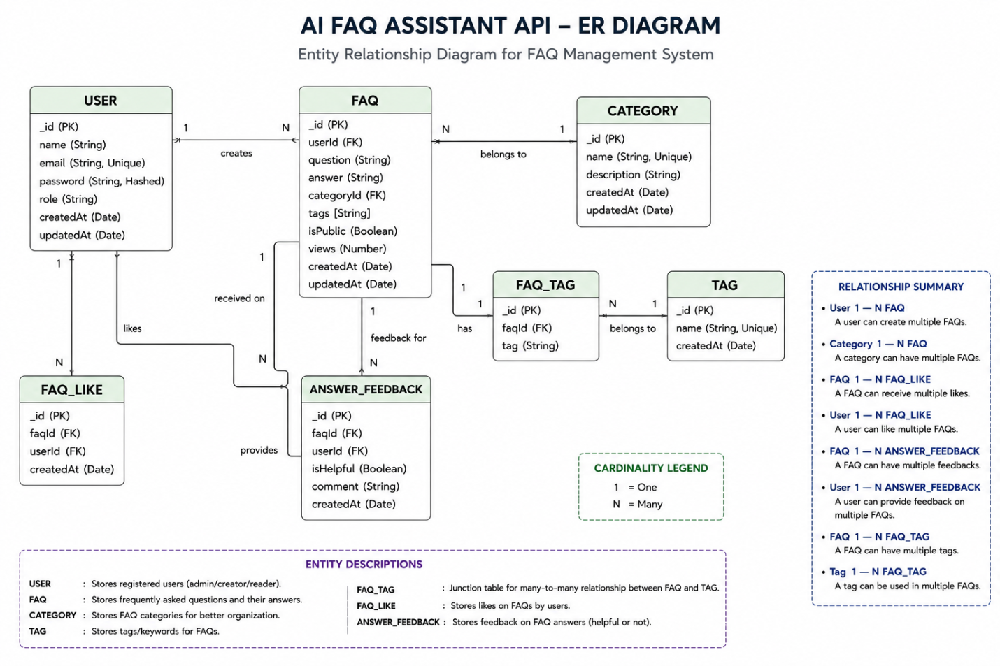 AI FAQ ASSISTANT API – ER DIAGRAM
Entity Relationship Diagram for FAQ Management System
USER
_id (PK)
name (String)
email (String, Unique)
password (String, Hashed)
role (String)
createdAt (Date)
updatedAt (Date)
1
N
creates
FAQ
_id (PK)
userId (FK)
question (String)
answer (String)
categoryId (FK)
tags [String]
isPublic (Boolean)
views (Number)
createdAt (Date)
updatedAt (Date)
N
1
belongs to
CATEGORY
_id (PK)
name (String, Unique)
description (String)
createdAt (Date)
updatedAt (Date)
1
N
likes
1
received on
N
provides
1
feedback for
N
1
1
has
FAQ_TAG
_id (PK)
faqId (FK)
tag (String)
N
1
belongs to
TAG
_id (PK)
name (String, Unique)
createdAt (Date)
FAQ_LIKE
_id (PK)
faqId (FK)
userId (FK)
createdAt (Date)
ANSWER_FEEDBACK
_id (PK)
faqId (FK)
userId (FK)
isHelpful (Boolean)
comment (String)
createdAt (Date)
CARDINALITY LEGEND
1 = One
N = Many
RELATIONSHIP SUMMARY
• User 1 — N FAQ
A user can create multiple FAQs.
• Category 1 — N FAQ
A category can have multiple FAQs.
• FAQ 1 — N FAQ_LIKE
A FAQ can receive multiple likes.
• User 1 — N FAQ_LIKE
A user can like multiple FAQs.
• FAQ 1 — N ANSWER_FEEDBACK
A FAQ can have multiple feedbacks.
• User 1 — N ANSWER_FEEDBACK
A user can provide feedback on
multiple FAQs.
• FAQ 1 — N FAQ_TAG
A FAQ can have multiple tags.
• Tag 1 — N FAQ_TAG
A tag can be used in multiple FAQs.
ENTITY DESCRIPTIONS
USER : Stores registered users (admin/creator/reader).
FAQ : Stores frequently asked questions and their answers.
CATEGORY : Stores FAQ categories for better organization.
TAG : Stores tags/keywords for FAQs.
FAQ_TAG : Junction table for many-to-many relationship between FAQ and TAG.
FAQ_LIKE : Stores likes on FAQs by users.
ANSWER_FEEDBACK : Stores feedback on FAQ answers (helpful or not).